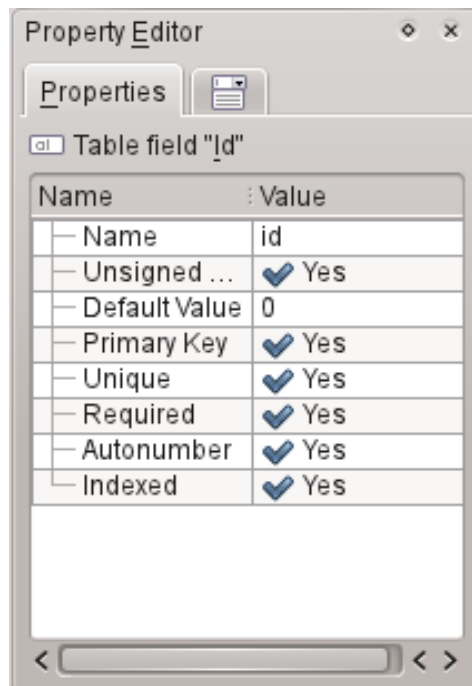 Property Editor
Properties
Table field "Id"
Name Value
Name id
Unsigned ... Yes
Default Value 0
Primary Key Yes
Unique Yes
Required Yes
Autonumber Yes
Indexed Yes